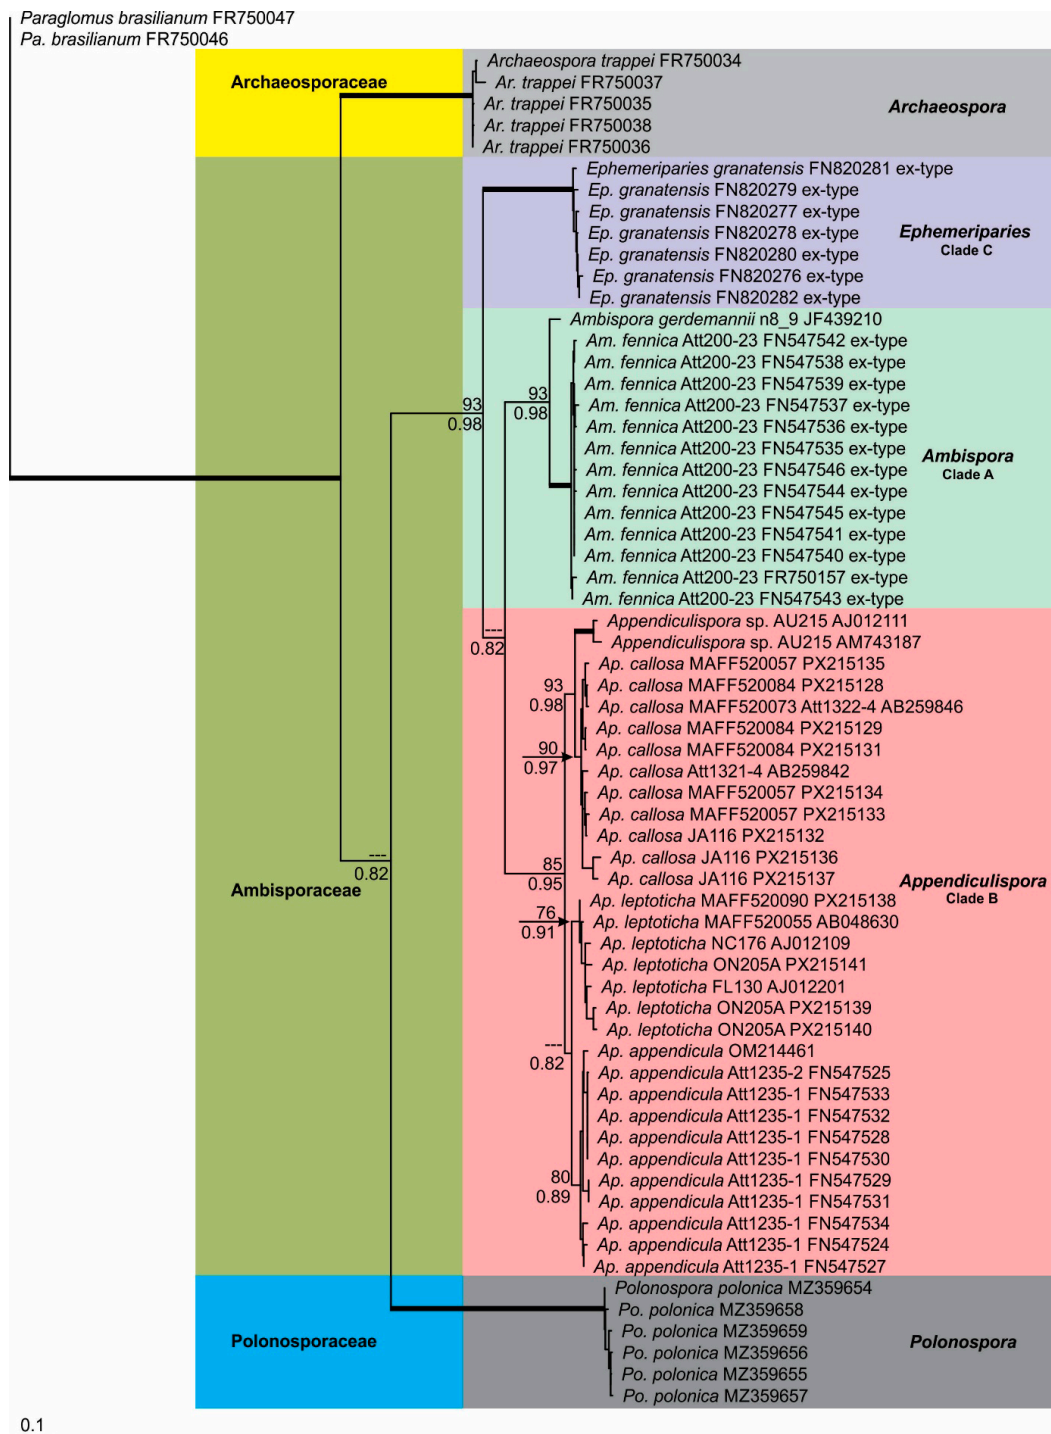 Paraglomus brasilianum FR750047
Pa. brasilianum FR750046
Archaeosporaceae
Archaeospora trappei FR750034
Ar. trappei FR750037
Ar. trappei FR750035
Ar. trappei FR750038
Ar. trappei FR750036
Archaeospora
Ephemeriparies granatensis FN820281 ex-type
Ep. granatensis FN820279 ex-type
Ep. granatensis FN820277 ex-type
Ep. granatensis FN820278 ex-type
Ep. granatensis FN820280 ex-type
Ep. granatensis FN820276 ex-type
Ep. granatensis FN820282 ex-type
Ephemeriparies
Clade C
Ambispora gerdemannii n8_9 JF439210
Am. fennica Att200-23 FN547542 ex-type
Am. fennica Att200-23 FN547538 ex-type
Am. fennica Att200-23 FN547539 ex-type
Am. fennica Att200-23 FN547537 ex-type
Am. fennica Att200-23 FN547536 ex-type
Am. fennica Att200-23 FN547535 ex-type
Am. fennica Att200-23 FN547546 ex-type
Am. fennica Att200-23 FN547544 ex-type
Am. fennica Att200-23 FN547545 ex-type
Am. fennica Att200-23 FN547541 ex-type
Am. fennica Att200-23 FN547540 ex-type
Am. fennica Att200-23 FR750157 ex-type
Am. fennica Att200-23 FN547543 ex-type
Ambispora
Clade A
93
0.98
93
0.98
---
0.82
Appendiculispora sp. AU215 AJ012111
Appendiculispora sp. AU215 AM743187
Ap. callosa MAFF520057 PX215135
Ap. callosa MAFF520084 PX215128
Ap. callosa MAFF520073 Att1322-4 AB259846
Ap. callosa MAFF520084 PX215129
Ap. callosa MAFF520084 PX215131
Ap. callosa Att1321-4 AB259842
Ap. callosa MAFF520057 PX215134
Ap. callosa MAFF520057 PX215133
Ap. callosa JA116 PX215132
Ap. callosa JA116 PX215136
Ap. callosa JA116 PX215137
Ap. leptoticha MAFF520090 PX215138
Ap. leptoticha MAFF520055 AB048630
Ap. leptoticha NC176 AJ012109
Ap. leptoticha ON205A PX215141
Ap. leptoticha FL130 AJ012201
Ap. leptoticha ON205A PX215139
Ap. leptoticha ON205A PX215140
Ap. appendicula OM214461
Ap. appendicula Att1235-2 FN547525
Ap. appendicula Att1235-1 FN547533
Ap. appendicula Att1235-1 FN547532
Ap. appendicula Att1235-1 FN547528
Ap. appendicula Att1235-1 FN547530
Ap. appendicula Att1235-1 FN547529
Ap. appendicula Att1235-1 FN547531
Ap. appendicula Att1235-1 FN547534
Ap. appendicula Att1235-1 FN547524
Ap. appendicula Att1235-1 FN547527
Appendiculispora
Clade B
93
0.98
90
0.97
85
0.95
76
0.91
---
0.82
80
0.89
---
0.82
Ambisporaceae
Polonosporaceae
Polonospora polonica MZ359654
Po. polonica MZ359658
Po. polonica MZ359659
Po. polonica MZ359656
Po. polonica MZ359655
Po. polonica MZ359657
Polonospora
0.1